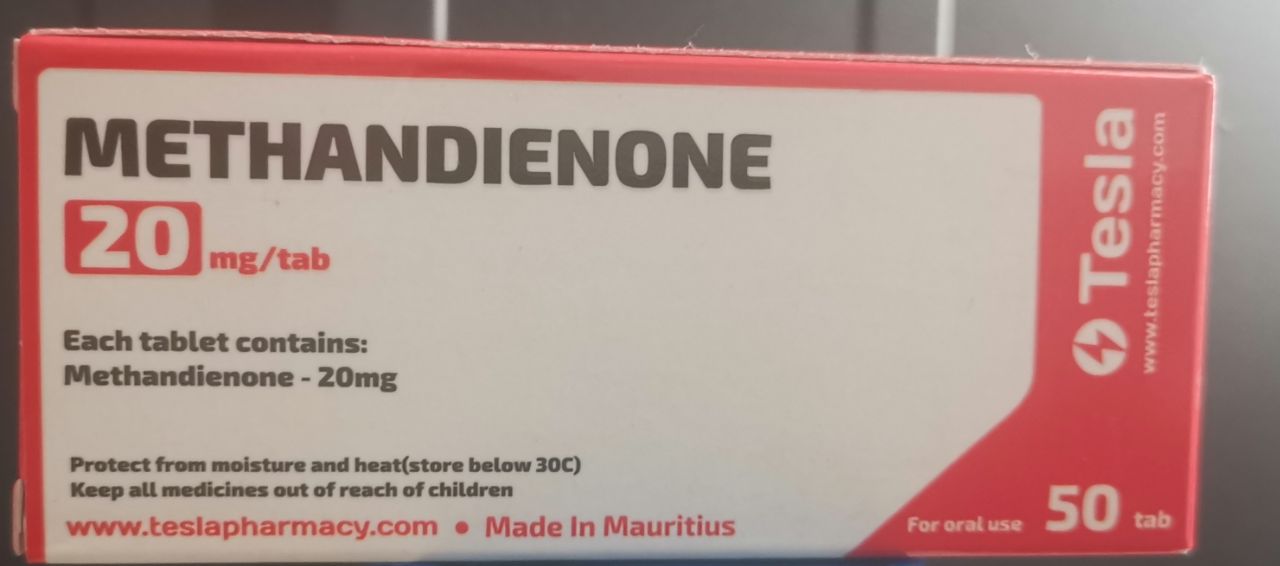 METHANDIENONE
20 mg/tab
Each tablet contains:
Methandienone - 20mg
Protect from moisture and heat(store below 30C)
Keep all medicines out of reach of children
www.teslapharmacy.com • Made In Mauritius
Tesla
www.teslapharmacy.com
For oral use 50 tab